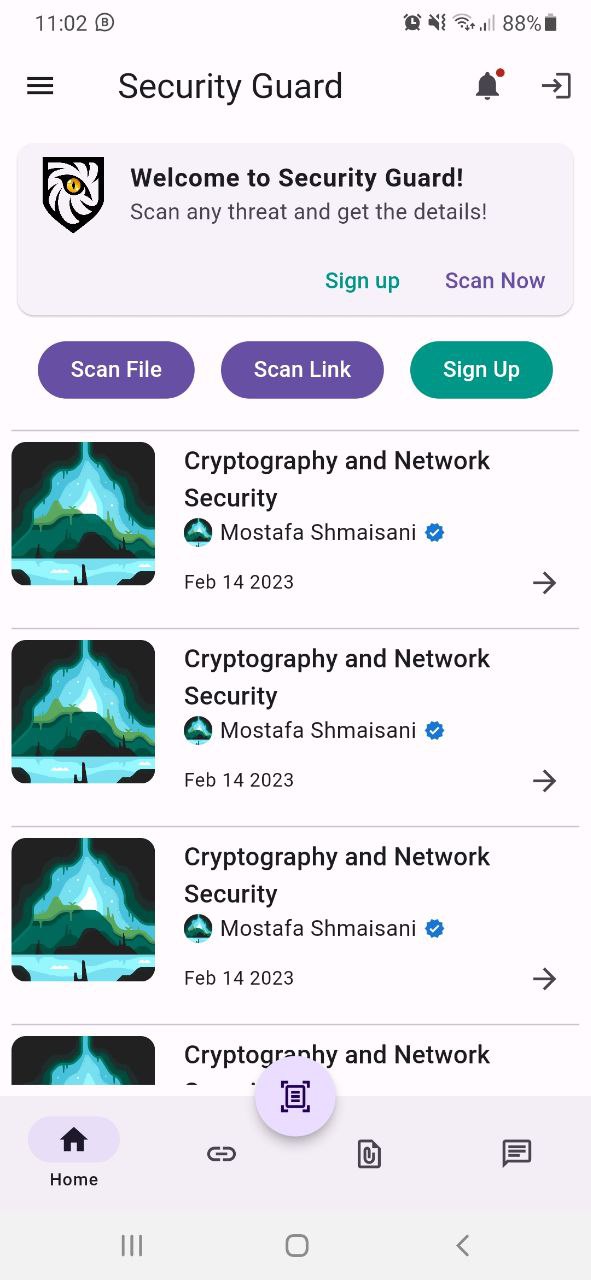 11:02
88%
Security Guard
Welcome to Security Guard!
Scan any threat and get the details!
Sign up
Scan Now
Scan File
Scan Link
Sign Up
Cryptography and Network
Security
Mostafa Shmaisani
Feb 14 2023
Cryptography and Network
Security
Mostafa Shmaisani
Feb 14 2023
Cryptography and Network
Security
Mostafa Shmaisani
Feb 14 2023
Cryptography and Network
Home